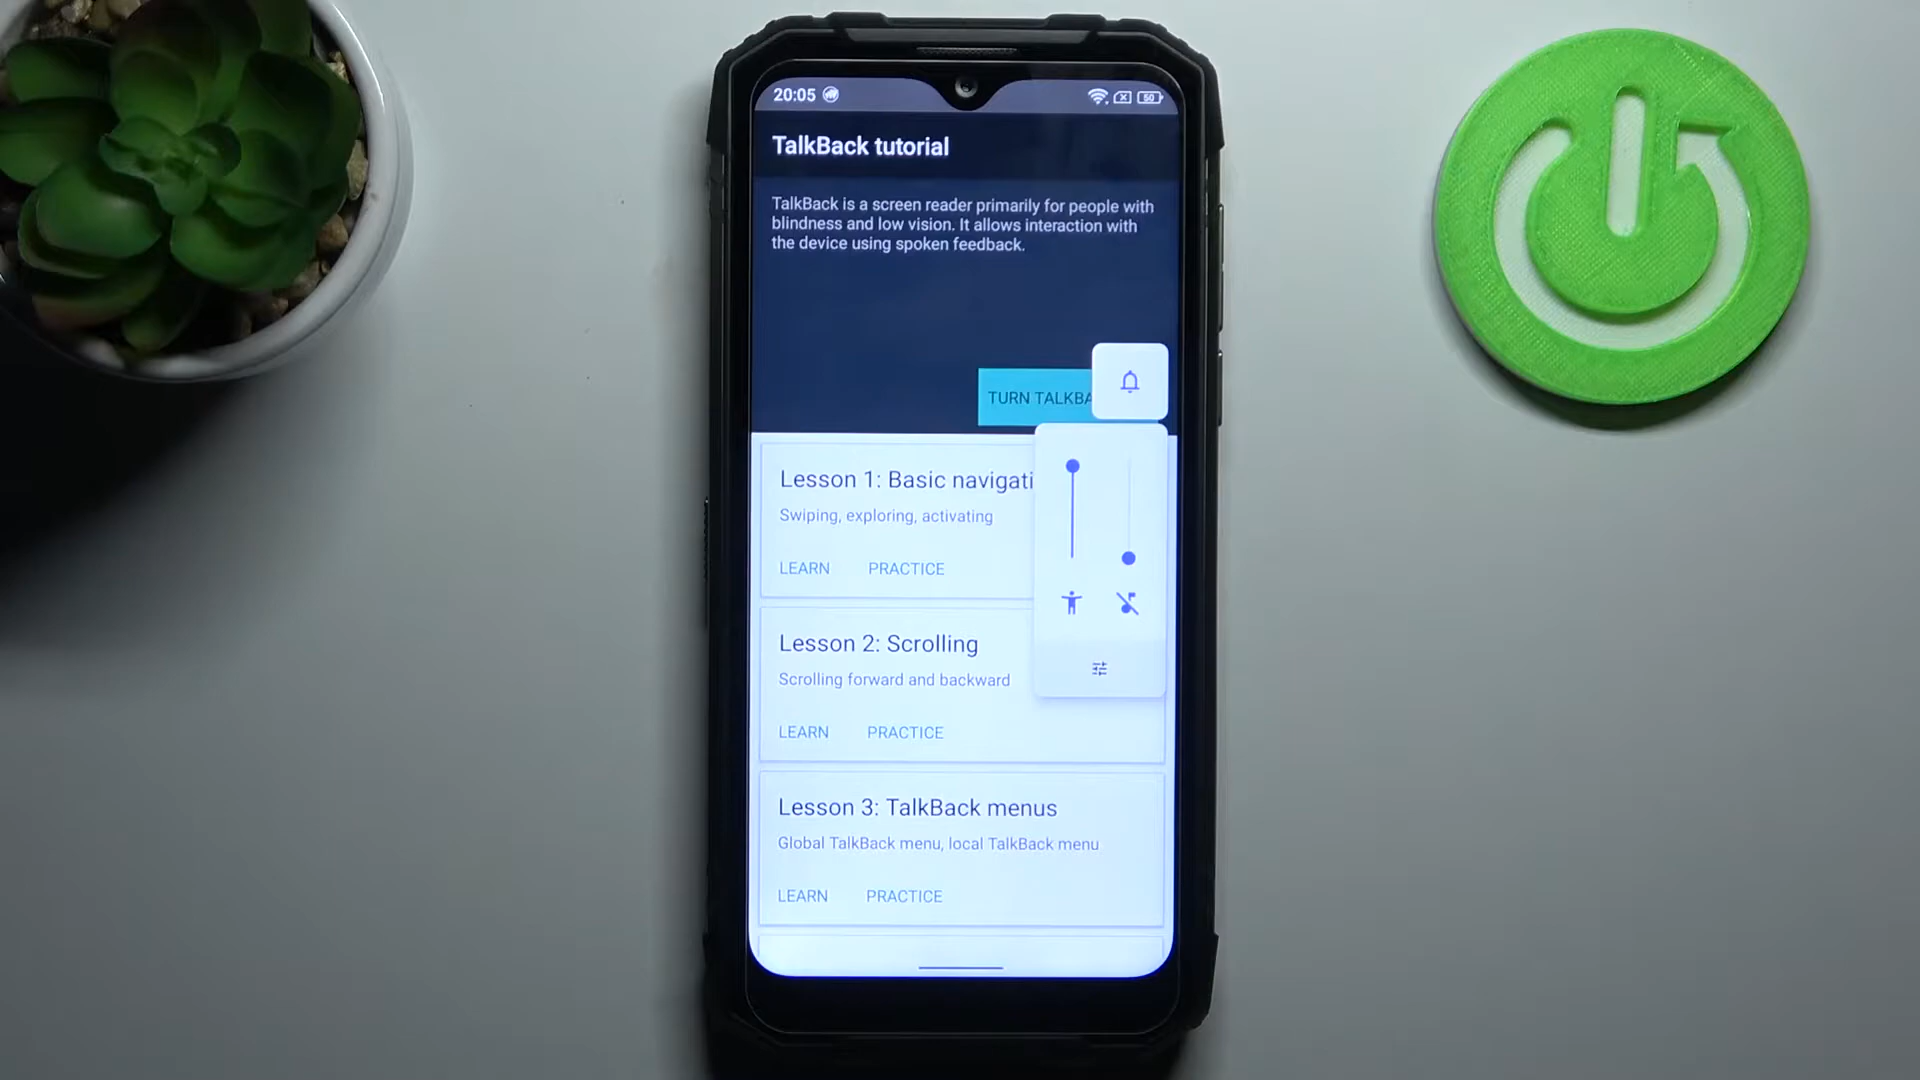 20:05
50
TalkBack tutorial
TalkBack is a screen reader primarily for people with
blindness and low vision. It allows interaction with
the device using spoken feedback.
TURN TALKBA
Lesson 1: Basic navigati
Swiping, exploring, activating
LEARN PRACTICE
Lesson 2: Scrolling
Scrolling forward and backward
LEARN PRACTICE
Lesson 3: TalkBack menus
Global TalkBack menu, local TalkBack menu
LEARN PRACTICE